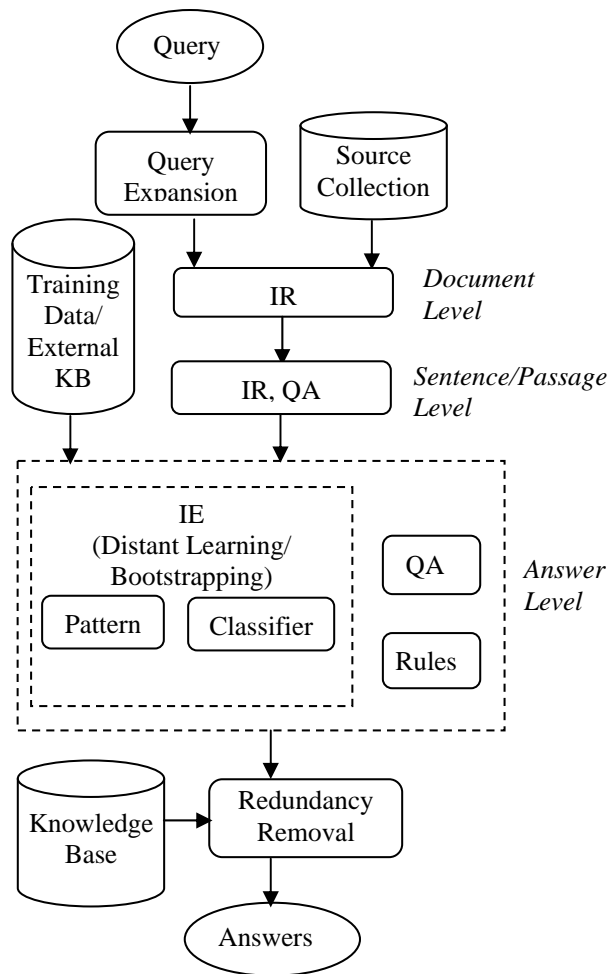 Query
Query
Expansion
Source
Collection
Training
Data/
External
KB
IR
Document
Level
IR, QA
Sentence/Passage
Level
IE
(Distant Learning/
Bootstrapping)
Pattern
Classifier
QA
Rules
Answer
Level
Knowledge
Base
Redundancy
Removal
Answers